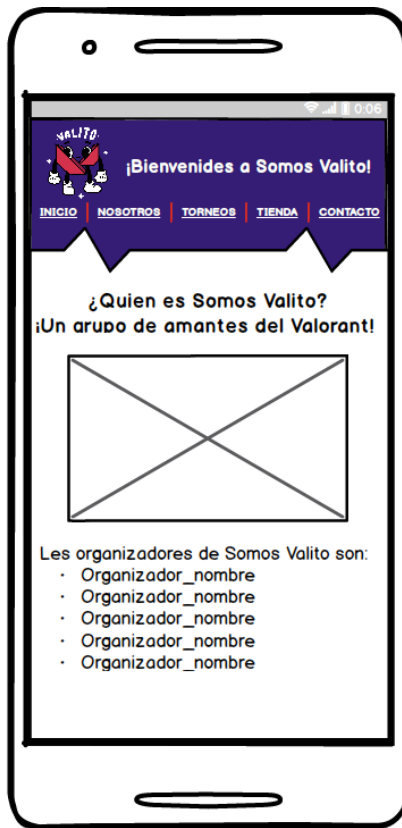 0:06
VALITO
¡Bienvenides a Somos Valito!
INICIO NOSOTROS TORNEOS TIENDA CONTACTO
¿Quien es Somos Valito?
¡Un grupo de amantes del Valorant!
Les organizadores de Somos Valito son:
· Organizador_nombre
· Organizador_nombre
· Organizador_nombre
· Organizador_nombre
· Organizador_nombre